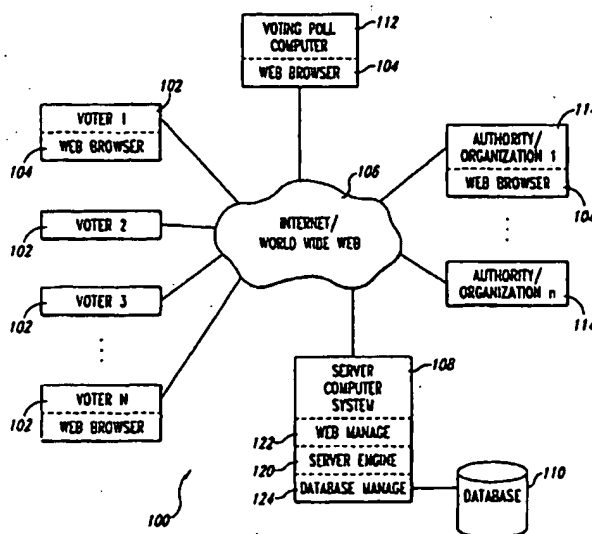 VOTING POLL
COMPUTER
WEB BROWSER
112
104
102
VOTER 1
WEB BROWSER
104
VOTER 2
102
VOTER 3
102
VOTER N
WEB BROWSER
102
106
INTERNET/
WORLD WIDE WEB
AUTHORITY/
ORGANIZATION 1
WEB BROWSER
AUTHORITY/
ORGANIZATION n
108
SERVER
COMPUTER
SYSTEM
WEB MANAGE
SERVER ENGINE
DATABASE MANAGE
122
120
124
DATABASE
110
100